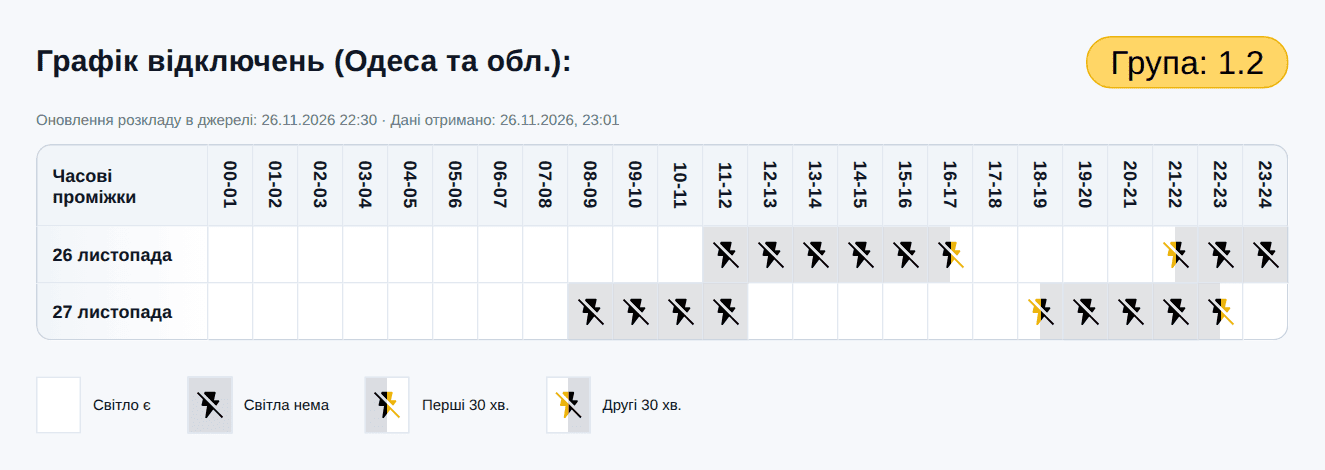 Графік відключень (Одеса та обл.):
Група: 1.2
Оновлення розкладу в джерелі: 26.11.2026 22:30 · Дані отримано: 26.11.2026, 23:01
Часові
проміжки
00-01
01-02
02-03
03-04
04-05
05-06
06-07
07-08
08-09
09-10
10-11
11-12
12-13
13-14
14-15
15-16
16-17
17-18
18-19
19-20
20-21
21-22
22-23
23-24
26 листопада
27 листопада
Світло є
Світла нема
Перші 30 хв.
Другі 30 хв.